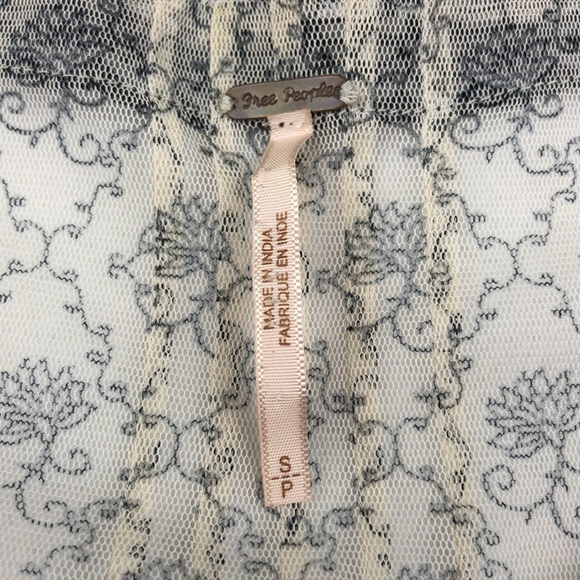 Free People
MADE IN INDIA
FABRIQUE EN INDE
S
P